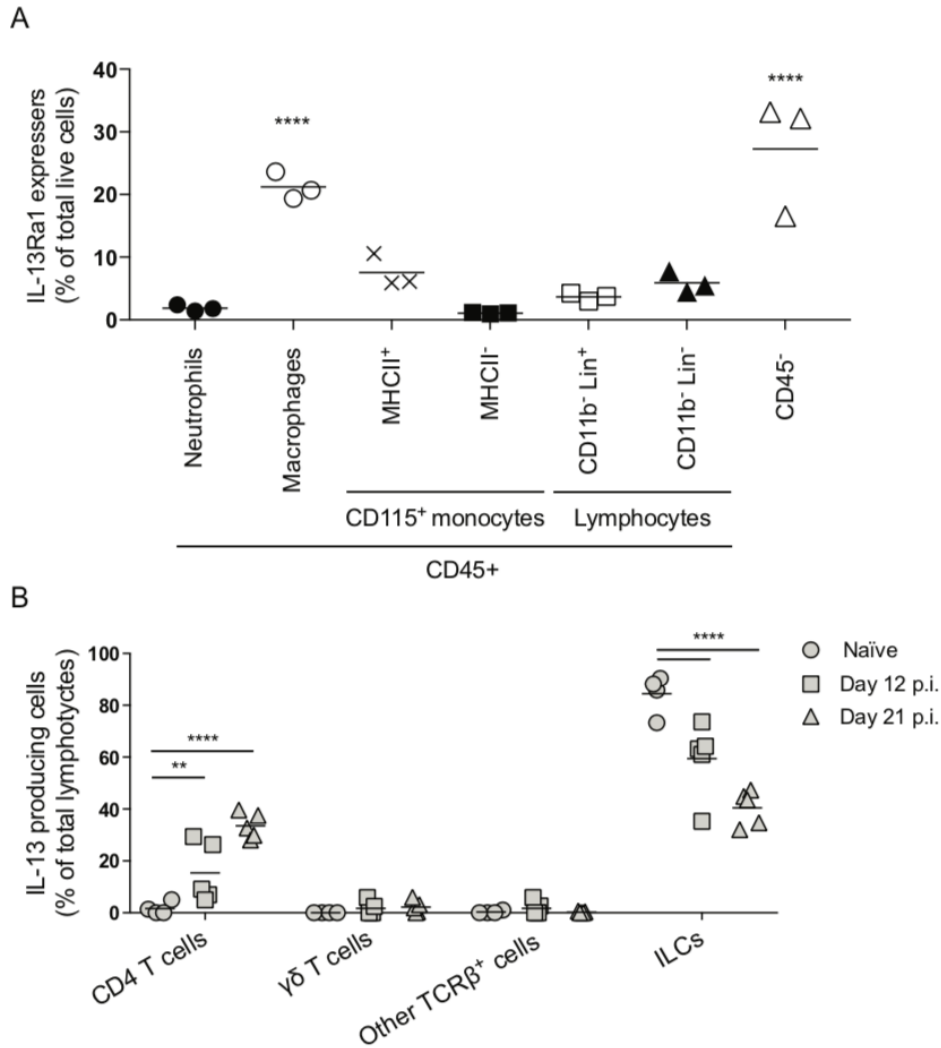 A
IL-13Ra1 expressers
(% of total live cells)
40
30
20
10
0
****
****
Neutrophils
Macrophages
MHCII⁺
MHCII⁻
CD11b⁻ Lin⁺
CD11b⁻ Lin⁻
CD45⁻
CD115⁺ monocytes
Lymphocytes
CD45+
B
IL-13 producing cells
(% of total lymphotyctes)
100
80
60
40
20
0
****
**
****
Naïve
Day 12 p.i.
Day 21 p.i.
CD4 T cells
γδ T cells
Other TCRβ⁺ cells
ILCs